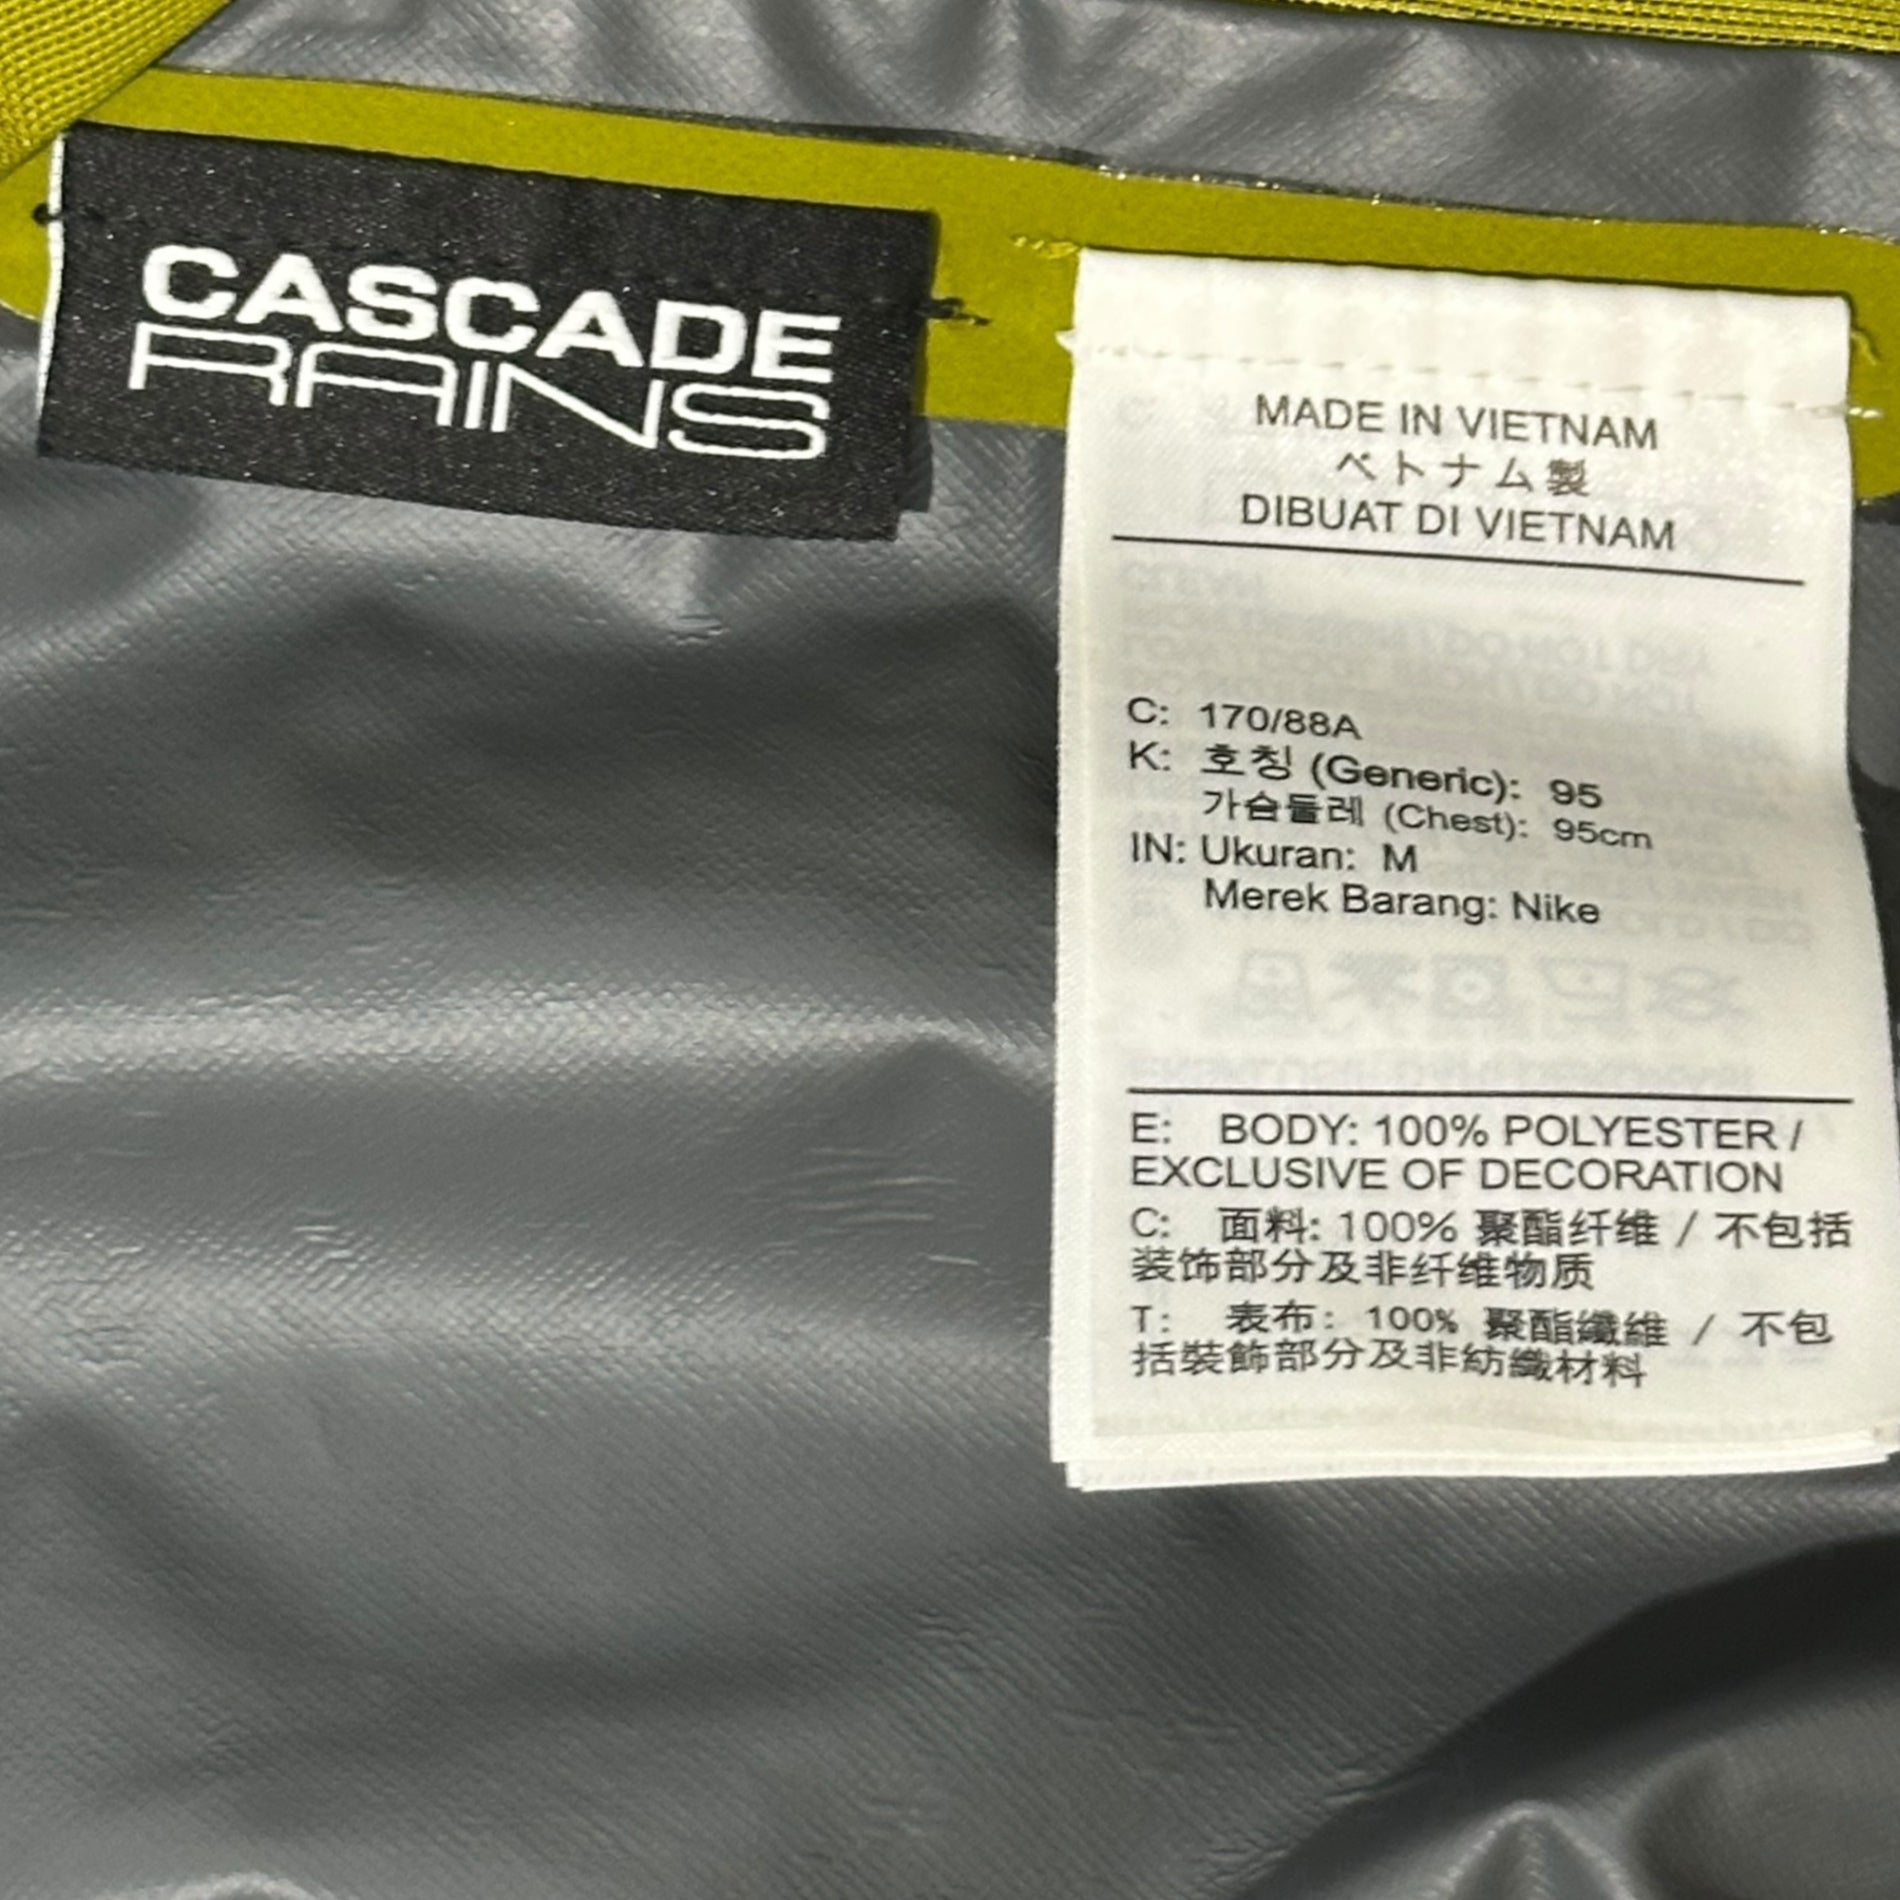 CASCADE
RAINS
MADE IN VIETNAM
ベトナム製
DIBUAT DI VIETNAM
C: 170/88A
K: 호칭 (Generic): 95
가슴둘레 (Chest): 95cm
IN: Ukuran: M
Merek Barang: Nike
E: BODY: 100% POLYESTER /
EXCLUSIVE OF DECORATION
C: 面料: 100% 聚酯纤维 / 不包括
装饰部分及非纤维物质
T: 表布: 100% 聚酯纖維 / 不包
括裝飾部分及非紡織材料